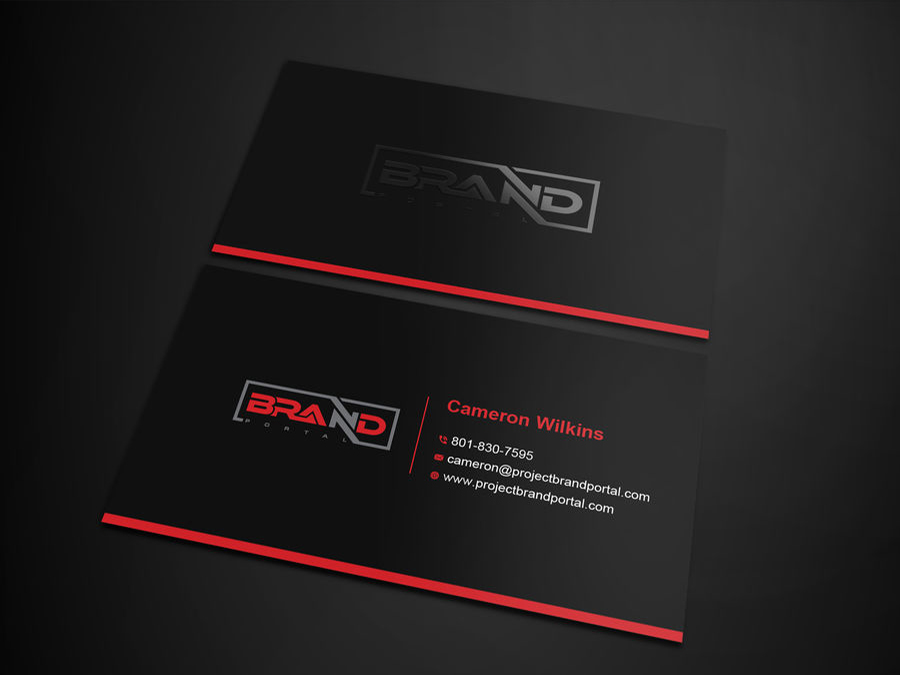 BRAND
PORTAL
BRAND
PORTAL
Cameron Wilkins
801-830-7595
cameron@projectbrandportal.com
www.projectbrandportal.com